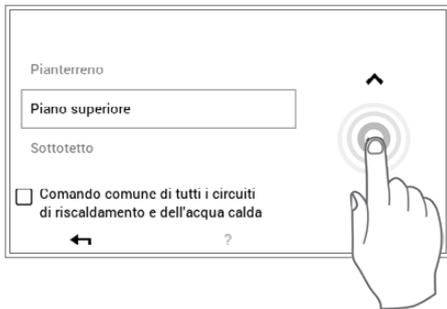 Pianterreno
Piano superiore
Sottotetto
Comando comune di tutti i circuiti
di riscaldamento e dell'acqua calda
?